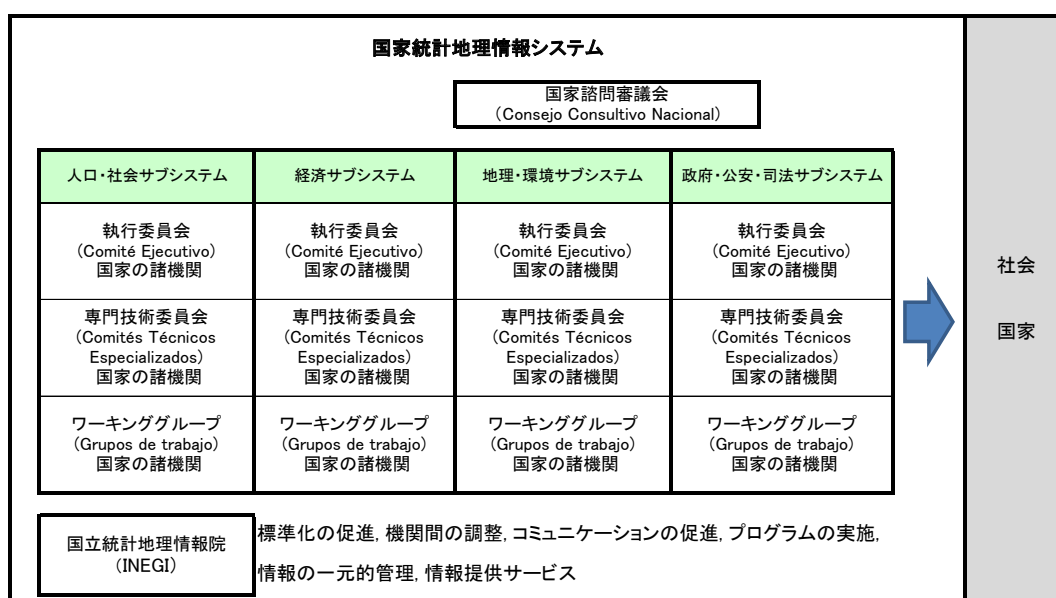 国家統計地理情報システム
国家諮問審議会
(Consejo Consultivo Nacional)
人口・社会サブシステム
経済サブシステム
地理・環境サブシステム
政府・公安・司法サブシステム
執行委員会
(Comité Ejecutivo)
国家の諸機関
執行委員会
(Comité Ejecutivo)
国家の諸機関
執行委員会
(Comité Ejecutivo)
国家の諸機関
執行委員会
(Comité Ejecutivo)
国家の諸機関
専門技術委員会
(Comités Técnicos
Especializados)
国家の諸機関
専門技術委員会
(Comités Técnicos
Especializados)
国家の諸機関
専門技術委員会
(Comités Técnicos
Especializados)
国家の諸機関
専門技術委員会
(Comités Técnicos
Especializados)
国家の諸機関
ワーキンググループ
(Grupos de trabajo)
国家の諸機関
ワーキンググループ
(Grupos de trabajo)
国家の諸機関
ワーキンググループ
(Grupos de trabajo)
国家の諸機関
ワーキンググループ
(Grupos de trabajo)
国家の諸機関
国立統計地理情報院
(INEGI)
標準化の促進, 機関間の調整, コミュニケーションの促進, プログラムの実施,
情報の一元的管理, 情報提供サービス
社会
国家